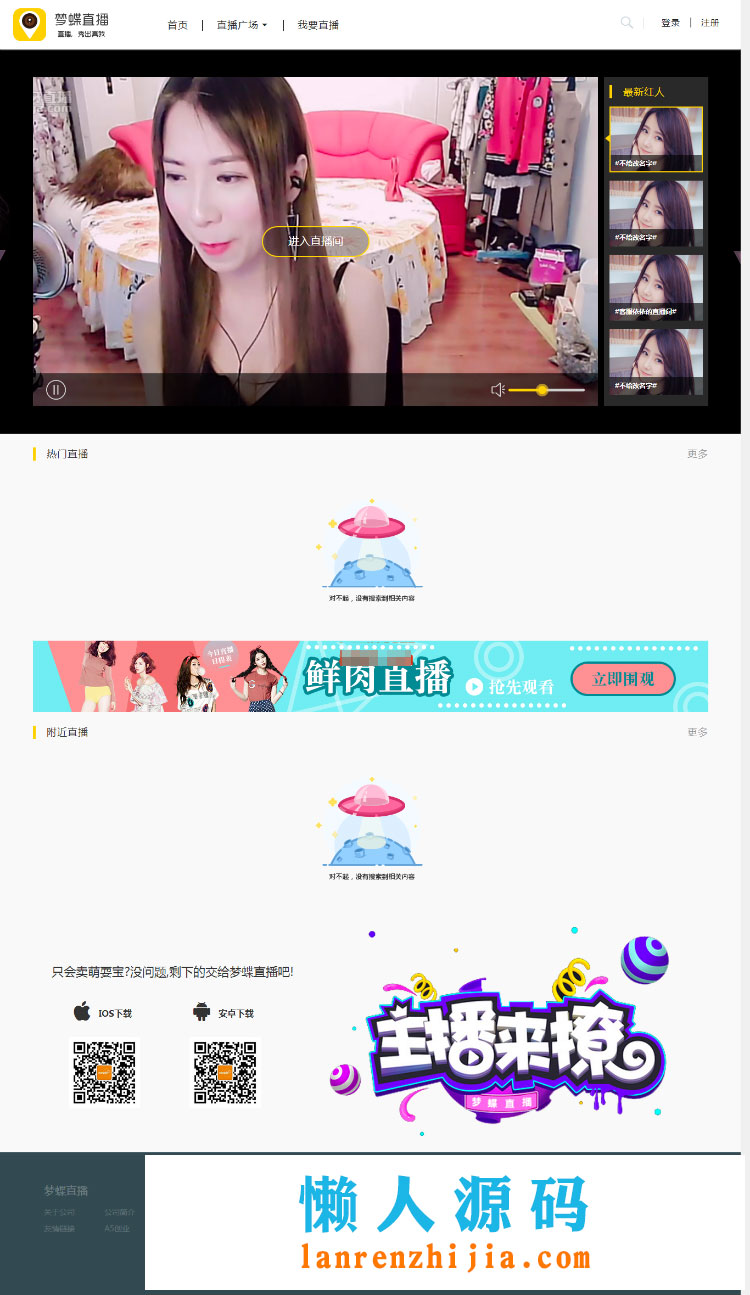 梦蝶直播
直播，秀出真我
首页
直播广场
我要直播
登录
注册
最新红人
#不给改名字#
进入直播间
#不给改名字#
#客服依依的直播间#
#不给改名字#
热门直播
更多
对不起，没有搜索到相关内容
今日直播
日程表
鲜肉直播
抢先观看
立即围观
附近直播
更多
对不起，没有搜索到相关内容
只会卖萌耍宝?没问题,剩下的交给梦蝶直播吧!
IOS下载
安卓下载
主播来撩
梦蝶直播
梦蝶直播
关于公司
公司简介
友情链接
A5创业
懒人源码
lanrenzhijia.com